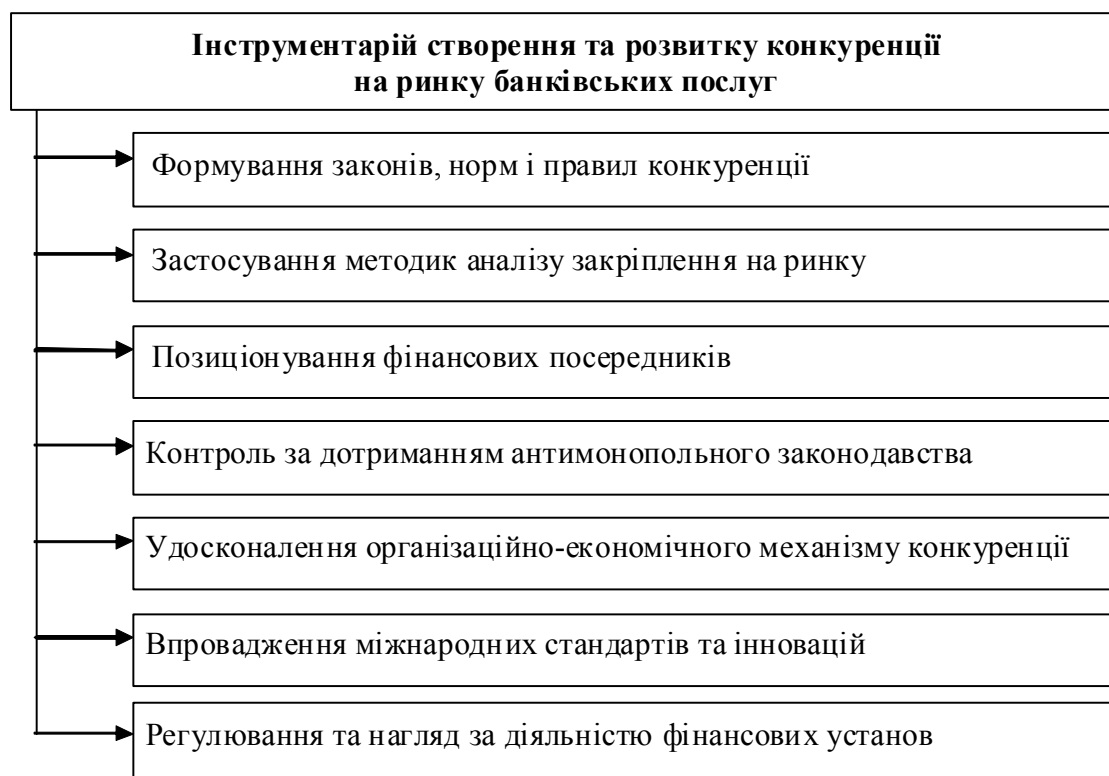 Інструментарій створення та розвитку конкуренції
на ринку банківських послуг
Формування законів, норм і правил конкуренції
Застосування методик аналізу закріплення на ринку
Позиціонування фінансових посередників
Контроль за дотриманням антимонопольного законодавства
Удосконалення організаційно-економічного механізму конкуренції
Впровадження міжнародних стандартів та інновацій
Регулювання та нагляд за діяльністю фінансових установ